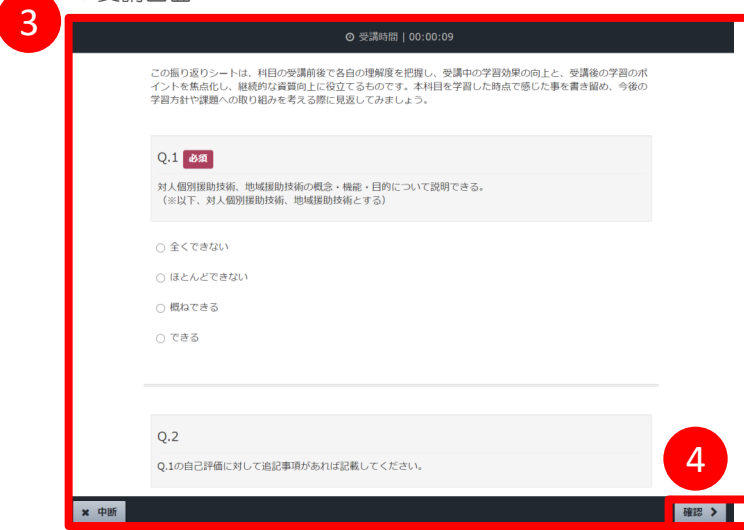 3
受講時間 | 00:00:09
この振り返りシートは、科目の受講前後で各自の理解度を把握し、受講中の学習効果の向上と、受講後の学習のポ
イントを焦点化し、継続的な資質向上に役立てるものです。本科目を学習した時点で感じた事を書き留め、今後の
学習方針や課題への取り組みを考える際に見返してみましょう。
Q.1 必須
対人個別援助技術、地域援助技術の概念・機能・目的について説明できる。
（※以下、対人個別援助技術、地域援助技術とする）
全くできない
ほとんどできない
概ねできる
できる
Q.2
Q.1の自己評価に対して追記事項があれば記載してください。
4
× 中断
確認 >